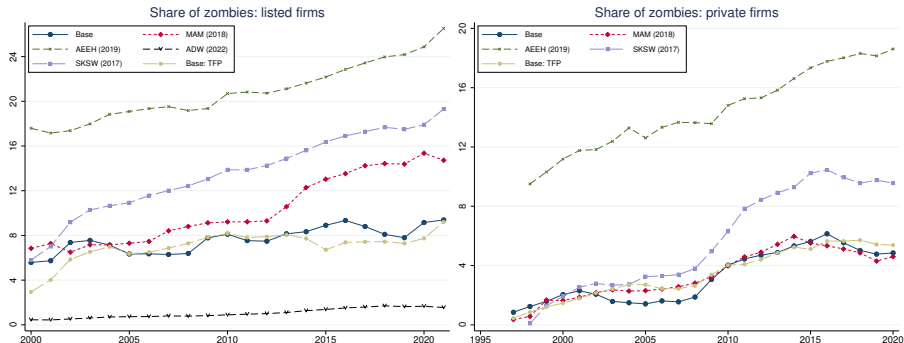 Share of zombies: listed firms
Base
MAM (2018)
AEEH (2019)
ADW (2022)
SKSW (2017)
Base: TFP
24
20
16
12
8
4
0
2000
2005
2010
2015
2020
Share of zombies: private firms
Base
MAM (2018)
AEEH (2019)
SKSW (2017)
Base: TFP
20
16
12
8
4
0
1995
2000
2005
2010
2015
2020